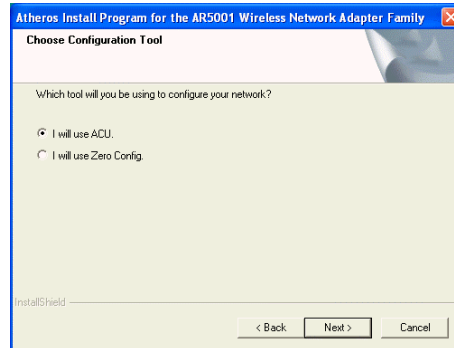 Atheros Install Program for the AR5001 Wireless Network Adapter Family
Choose Configuration Tool
Which tool will you be using to configure your network?
I will use ACU.
I will use Zero Config.
InstallShield
< Back Next > Cancel